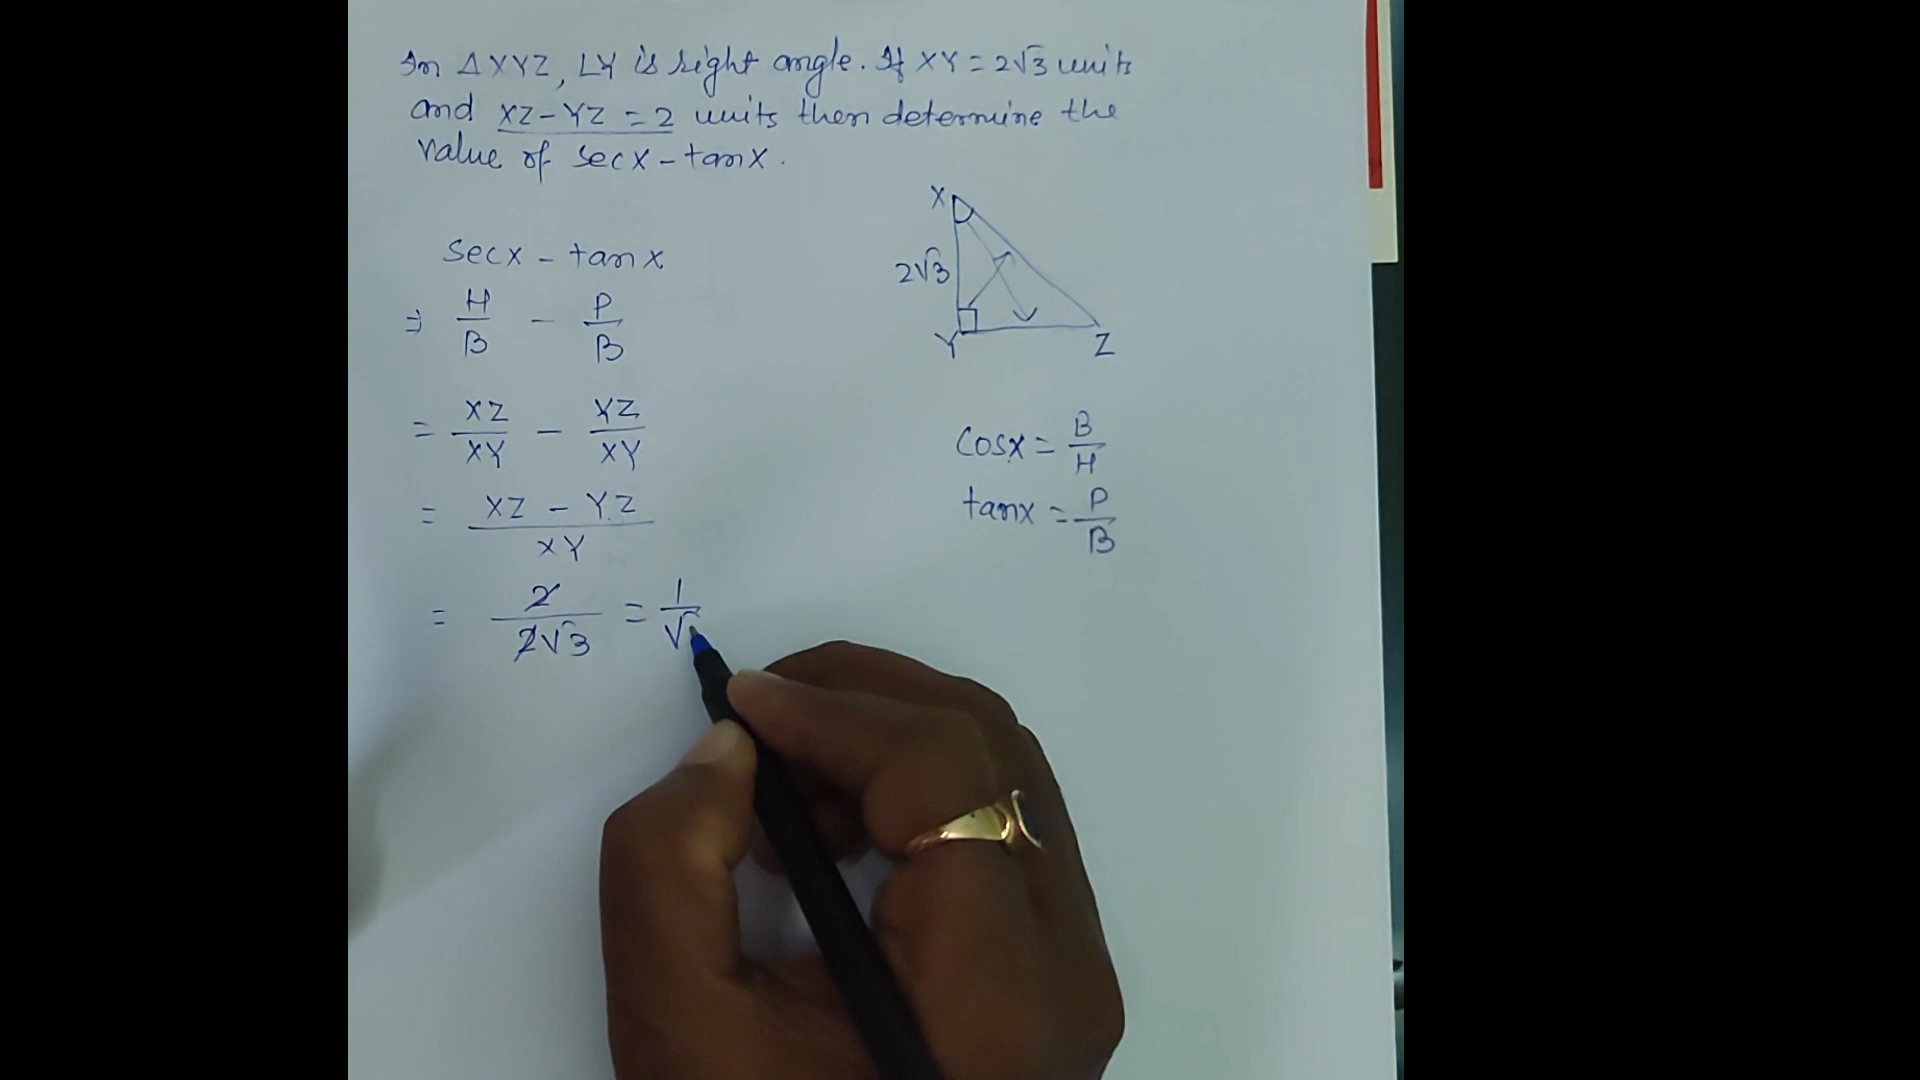 In ΔXYZ, ∠Y is right angle. If XY = 2√3 units
and XZ - YZ = 2 units then determine the
value of secX - tanX.
X
2√3
Y
Z
secx - tanx
⇒ H/B - P/B
= XZ/XY - YZ/XY
= XZ - YZ/XY
= 2/2√3 = 1/√
cosx = B/H
tanx = P/B